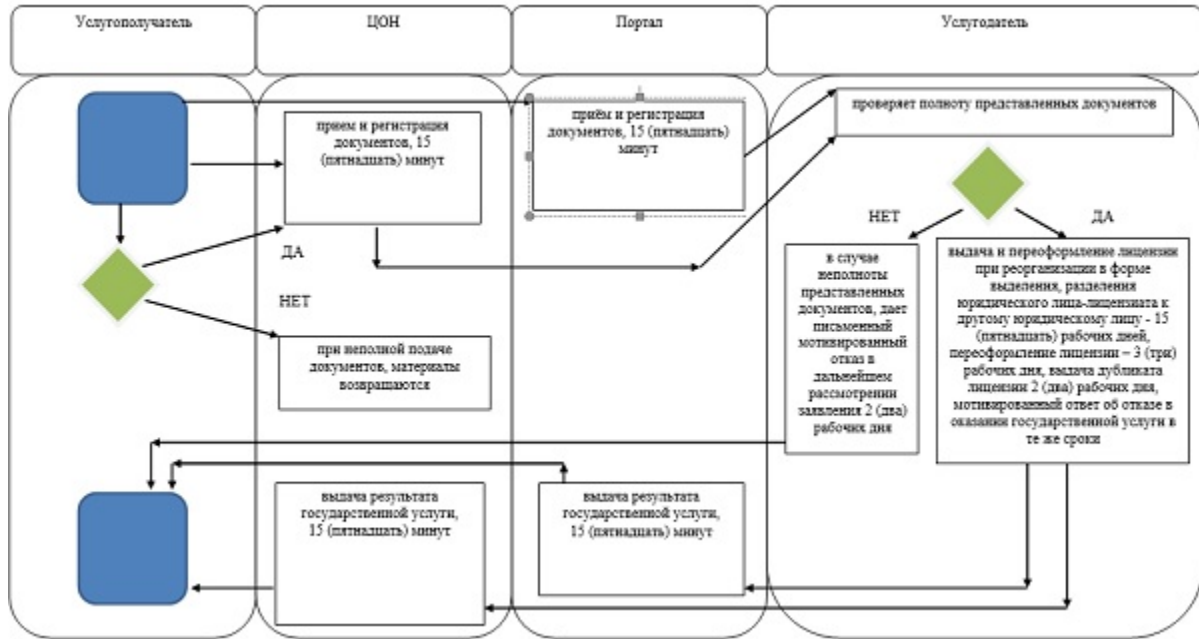 Услугополучатель
ЦОН
Портал
Услугодатель
прием и регистрация
документов, 15
(пятнадцать) минут
приём и регистрация
документов, 15 (пятнадцать)
минут
проверяет полноту представленных документов
ДА
НЕТ
при неполной подаче
документов, материалы
возвращаются
НЕТ
ДА
в случае
неполноты
представленных
документов, дает
письменный
мотивированный
отказ в
дальнейшем
рассмотрении
заявления 2 (два)
рабочих дня
выдача и переоформление лицензии
при реорганизации в форме
выделения, разделения
юридического лица-лицензиата к
другому юридическому лицу - 15
(пятнадцать) рабочих дней,
переоформление лицензии – 3 (три)
рабочих дня, выдача дубликата
лицензии 2 (два) рабочих дня,
мотивированный ответ об отказе в
оказании государственной услуги в
те же сроки
выдача результата
государственной услуги,
15 (пятнадцать) минут
выдача результата
государственной услуги,
15 (пятнадцать) минут